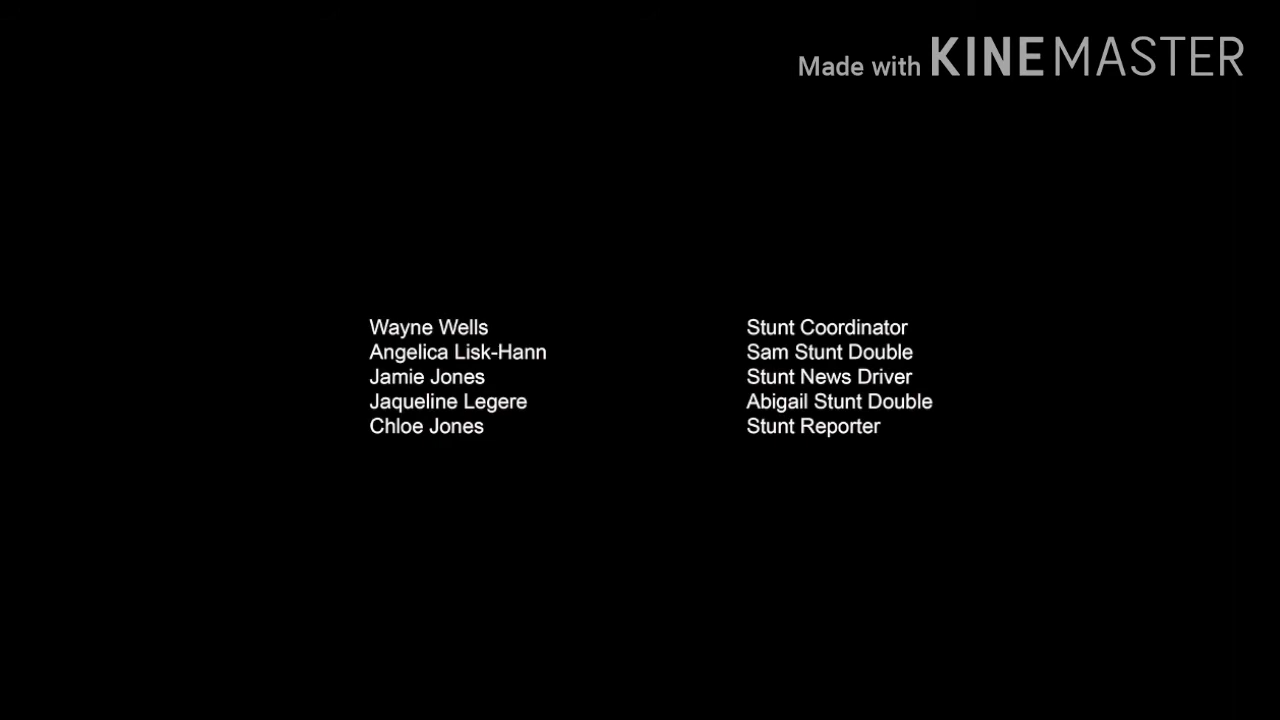 Made with KINEMASTER
Wayne Wells Stunt Coordinator
Angelica Lisk-Hann Sam Stunt Double
Jamie Jones Stunt News Driver
Jaqueline Legere Abigail Stunt Double
Chloe Jones Stunt Reporter